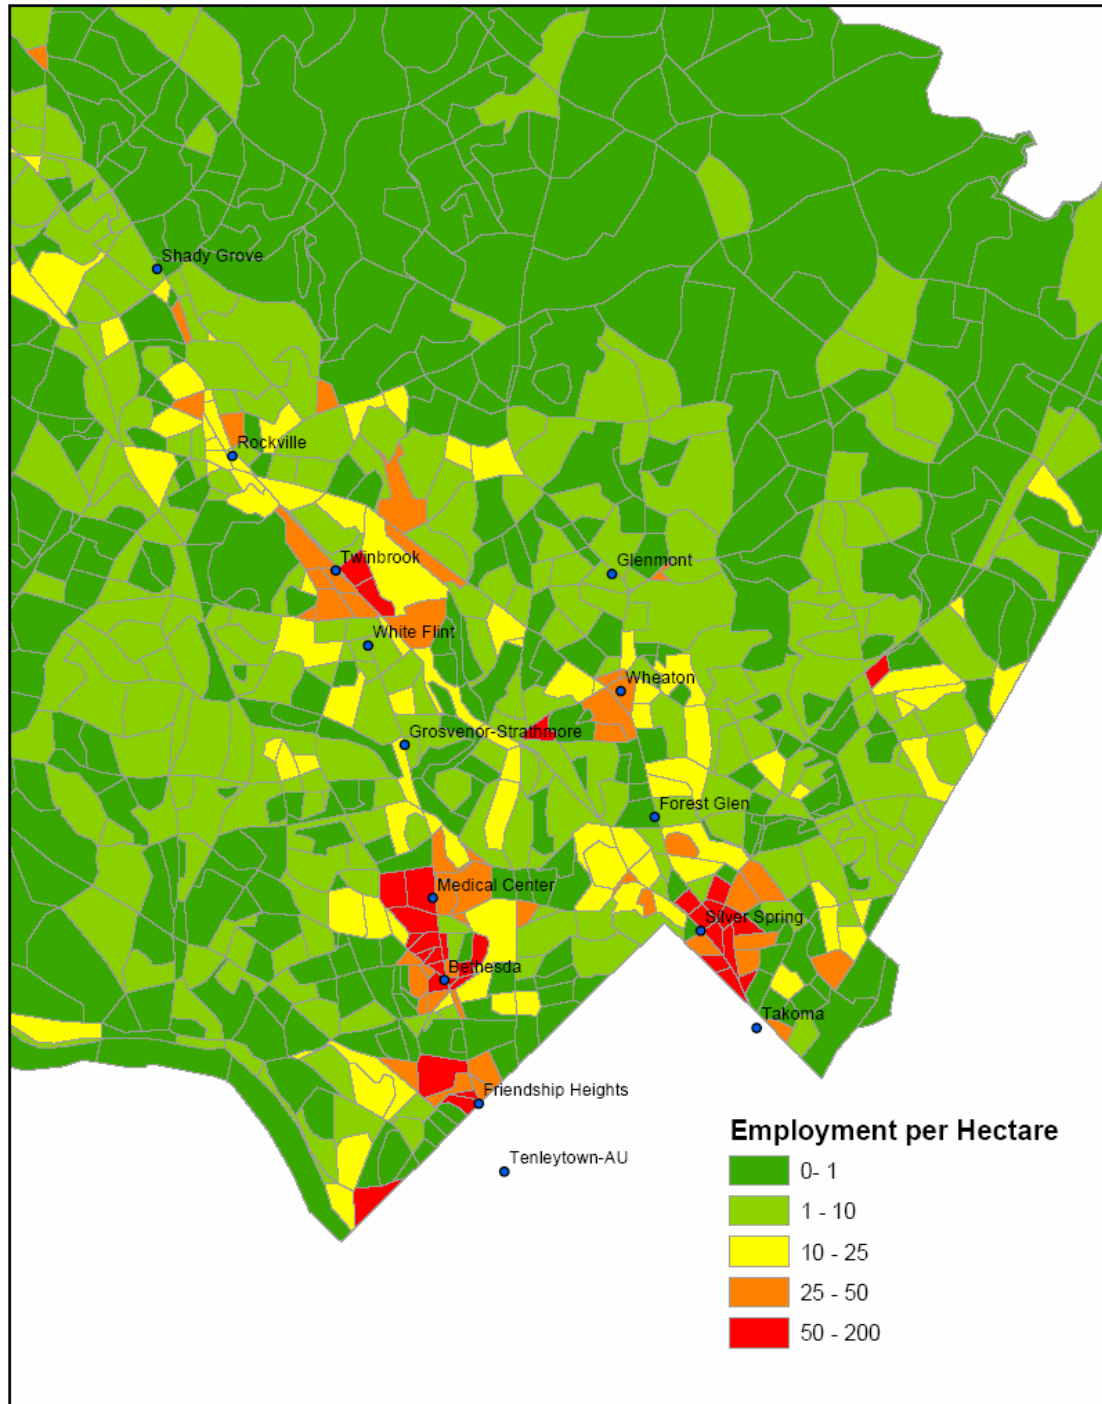 Shady Grove
Rockville
Twinbrook
Glenmont
White Flint
Wheaton
Grosvenor-Strathmore
Forest Glen
Medical Center
Silver Spring
Bethesda
Takoma
Friendship Heights
Tenleytown-AU
Employment per Hectare
0- 1
1 - 10
10 - 25
25 - 50
50 - 200